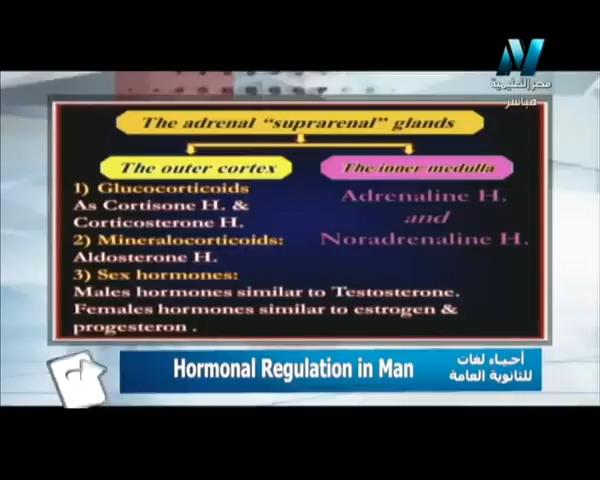 مصر التعليمية
مباشر
The adrenal "suprarenal" glands
The outer cortex
The inner medulla
1) Glucocorticoids
As Cortisone H. &
Corticosterone H.
2) Mineralocorticoids:
Aldosterone H.
3) Sex hormones:
Males hormones similar to Testosterone.
Females hormones similar to estrogen &
progesteron .
Adrenaline H.
and
Noradrenaline H.
Hormonal Regulation in Man
أحياء لغات
للثانوية العامة